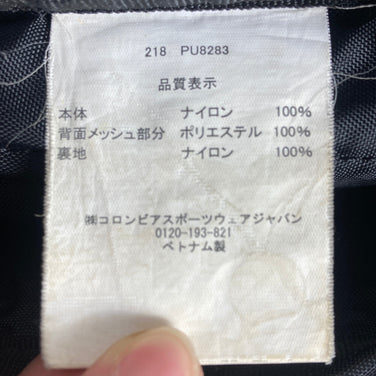 218 PU8283
品質表示
本体 ナイロン 100%
背面メッシュ部分 ポリエステル 100%
裏地 ナイロン 100%
㈱コロンビアスポーツウェアジャパン
0120-193-821
ベトナム製